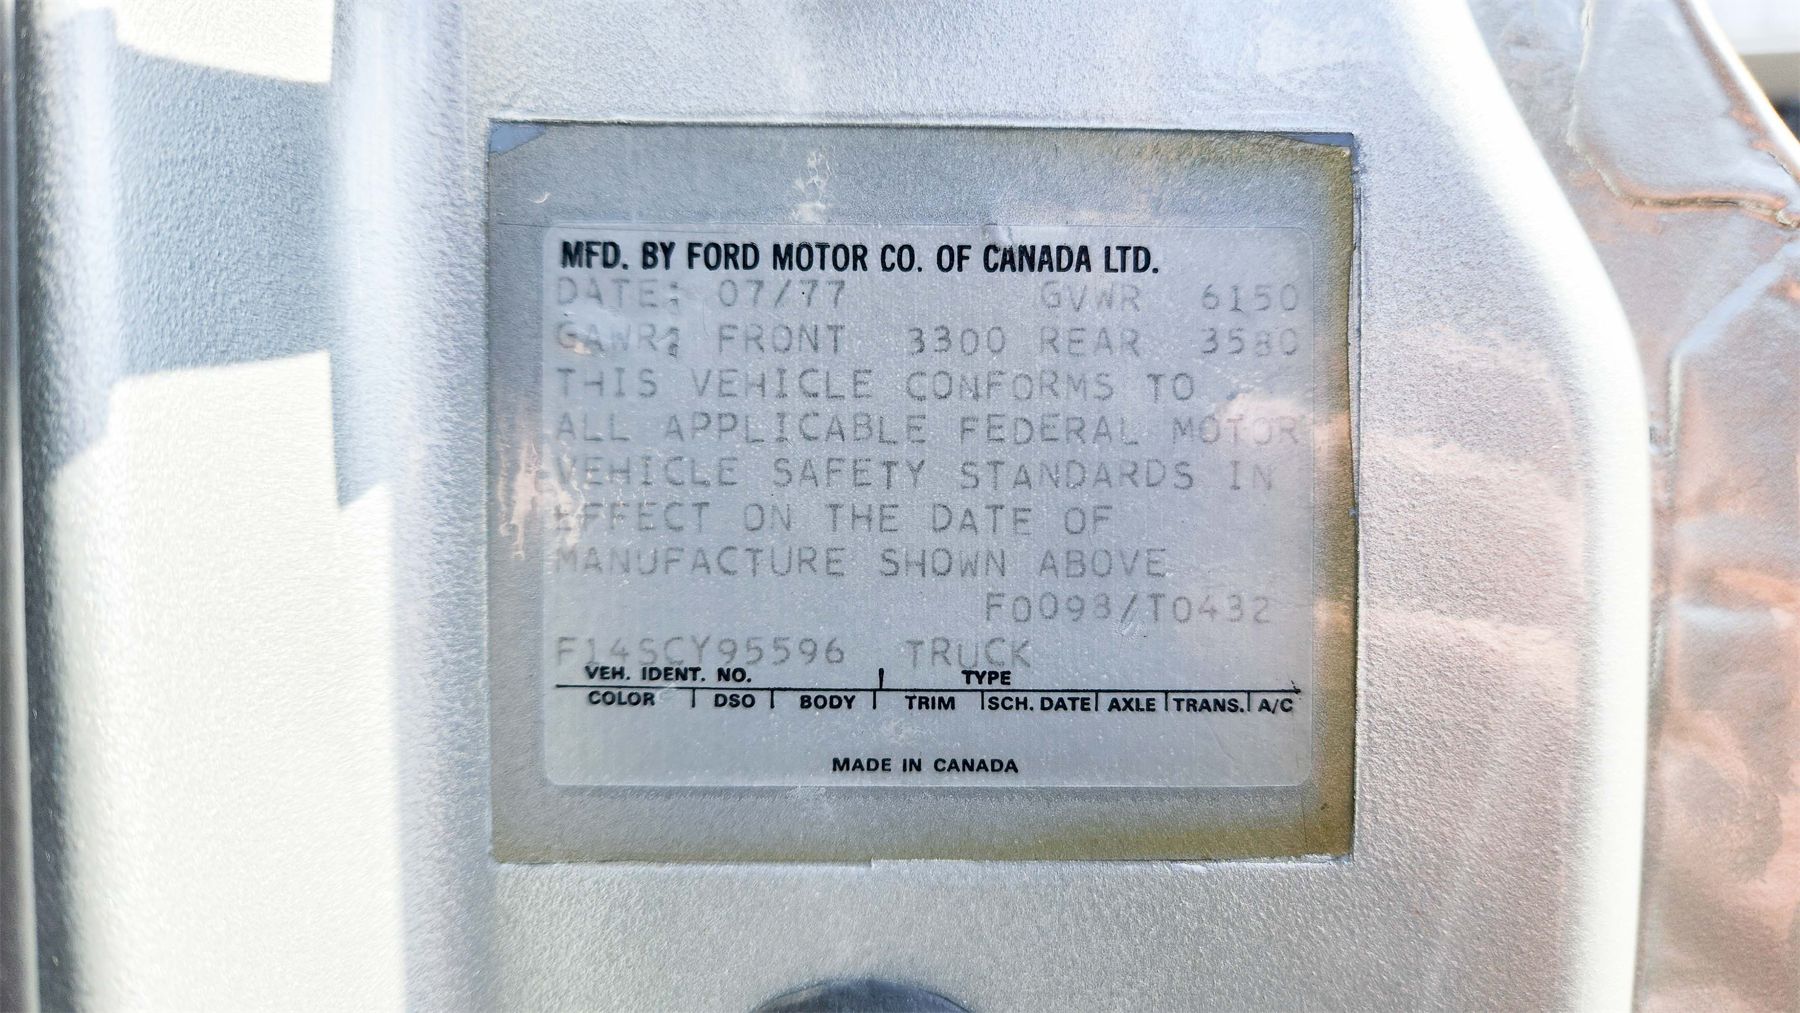 MFD. BY FORD MOTOR CO. OF CANADA LTD.
DATE: 07/77 GVWR 6150
GAWR: FRONT 3300 REAR 3580
THIS VEHICLE CONFORMS TO
ALL APPLICABLE FEDERAL MOTOR
VEHICLE SAFETY STANDARDS IN
EFFECT ON THE DATE OF
MANUFACTURE SHOWN ABOVE
F0098/T0432
F14SCY95596 TRUCK
VEH. IDENT. NO. TYPE
COLOR DSO BODY TRIM SCH. DATE AXLE TRANS. A/C
MADE IN CANADA